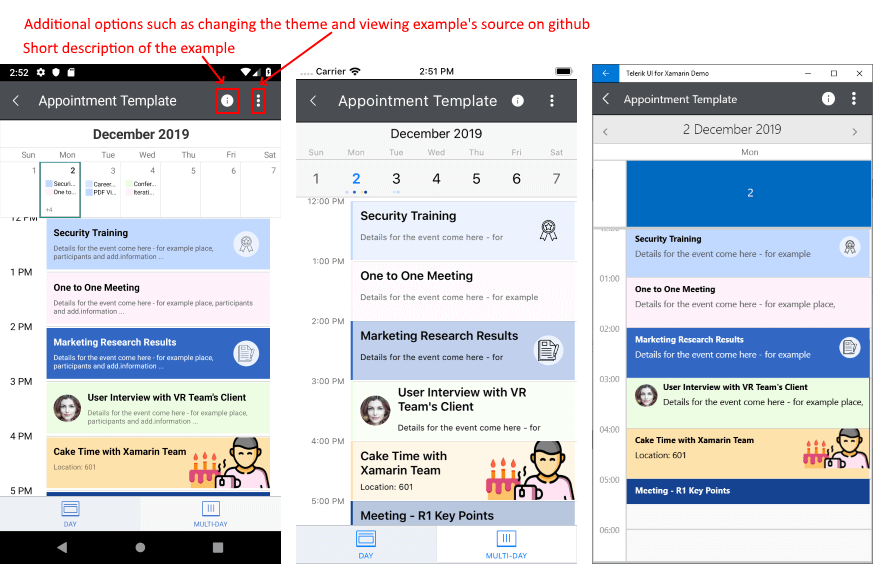 Additional options such as changing the theme and viewing example's source on github
Short description of the example
2:52
Appointment Template
December 2019
Sun Mon Tue Wed Thu Fri Sat
1 2 3 4 5 6 7
Securi... Career... Confer...
One to... PDF Vi... Iterati...
+4
12 PM
Security Training
Details for the event come here - for example place,
participants and add.information ...
1 PM
One to One Meeting
Details for the event come here - for example place, participants
and add.information ...
2 PM
Marketing Research Results
Details for the event come here - for example place,
participants and add.information ...
3 PM
User Interview with VR Team's Client
Details for the event come here - for example place,
participants and add.information ...
4 PM
Cake Time with Xamarin Team
Location: 601
5 PM
DAY MULTI-DAY
.... Carrier 2:51 PM
Appointment Template
December 2019
Sun Mon Tue Wed Thu Fri Sat
1 2 3 4 5 6 7
12:00 PM
Security Training
Details for the event come here - for
1:00 PM
One to One Meeting
Details for the event come here - for example
2:00 PM
Marketing Research Results
Details for the event come here - for
3:00 PM
User Interview with VR
Team's Client
Details for the event come here - for
4:00 PM
Cake Time with
Xamarin Team
Location: 601
5:00 PM
Meeting - R1 Key Points
DAY MULTI-DAY
Telerik UI for Xamarin Demo
Appointment Template
2 December 2019
Mon
2
Security Training
Details for the event come here - for example
01:00
One to One Meeting
Details for the event come here - for example place,
02:00
Marketing Research Results
Details for the event come here - for example
03:00
User Interview with VR Team's Client
Details for the event come here - for example place,
04:00
Cake Time with Xamarin Team
Location: 601
05:00
Meeting - R1 Key Points
06:00